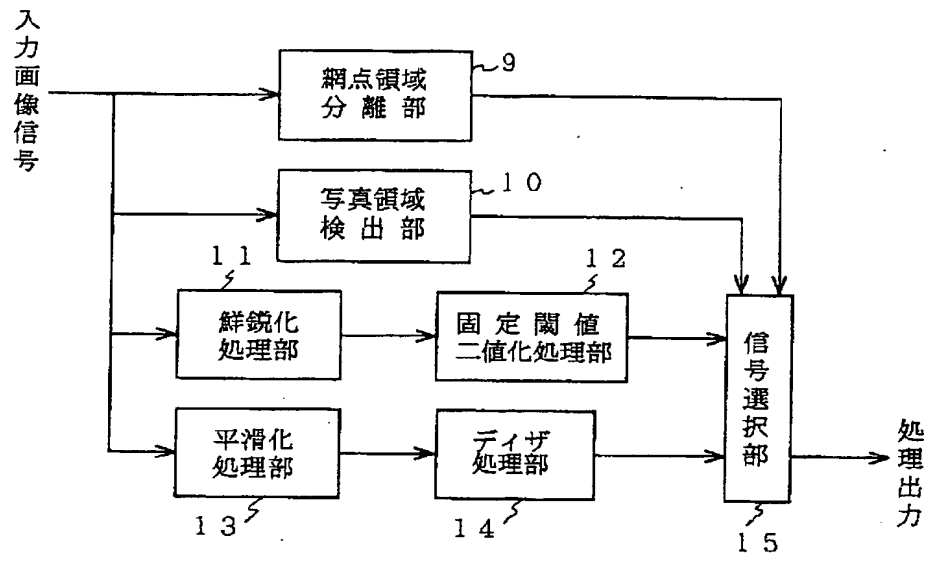 入力画像信号
網点領域
分離部
9
写真領域
検出部
10
11
鮮鋭化
処理部
12
固定閾値
二値化処理部
平滑化
処理部
13
ディザ
処理部
14
信号選択部
15
処理出力